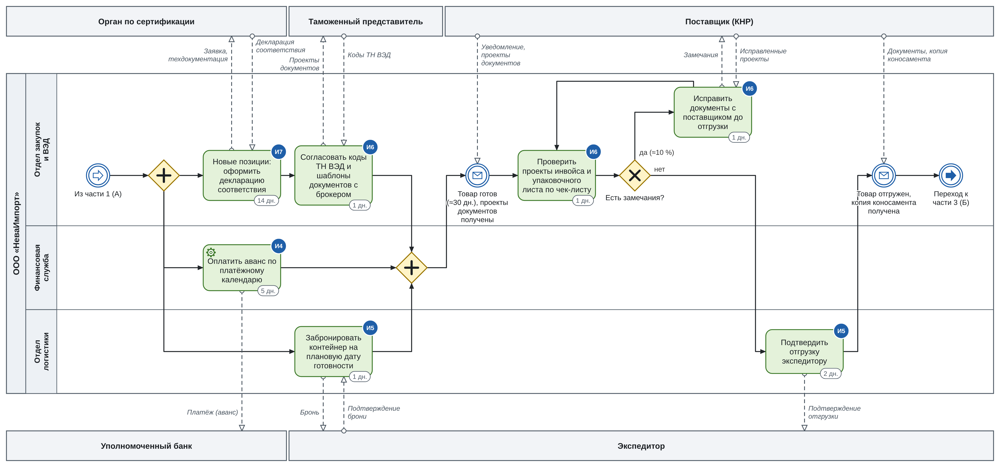 Орган по сертификации
Таможенный представитель
Поставщик (КНР)
Заявка,
техдокументация
Декларация
соответствия
Проекты
документов
Коды ТН ВЭД
Уведомление,
проекты
документов
Замечания
Исправленные
проекты
Документы, копия
коносамента
ООО «НеваИмпорт»
Отдел закупок
и ВЭД
Из части 1 (А)
И7
Новые позиции:
оформить
декларацию
соответствия
14 дн.
И6
Согласовать коды
ТН ВЭД и
шаблоны
документов с
брокером
1 дн.
Товар готов
(≈30 дн.), проекты
документов
получены
И6
Проверить
проекты инвойса и
упаковочного
листа по чек-листу
1 дн.
Есть замечания?
да (≈10 %)
нет
И6
Исправить
документы с
поставщиком до
отгрузки
1 дн.
Товар отгружен,
копия коносамента
получена
Переход к
части 3 (Б)
Финансовая
служба
И4
Оплатить аванс по
платёжному
календарю
5 дн.
Отдел
логистики
И5
Забронировать
контейнер на
плановую дату
готовности
1 дн.
И5
Подтвердить
отгрузку
экспедитору
2 дн.
Платёж (аванс)
Бронь
Подтверждение
брони
Подтверждение
отгрузки
Уполномоченный банк
Экспедитор